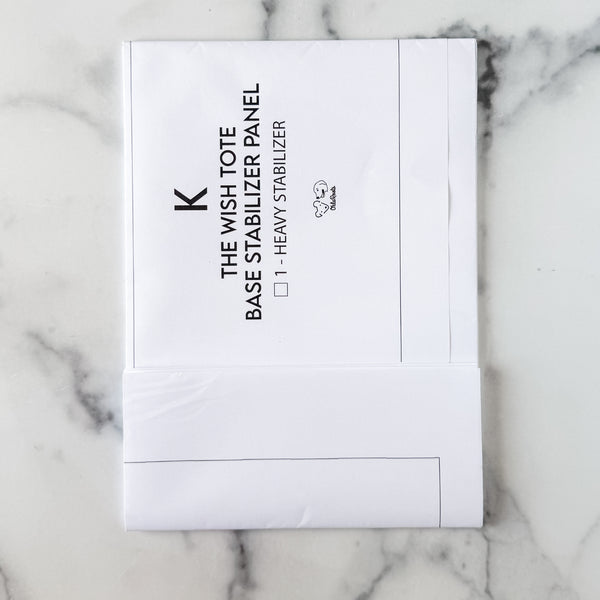 K
THE WISH TOTE
BASE STABILIZER PANEL
1 - HEAVY STABILIZER